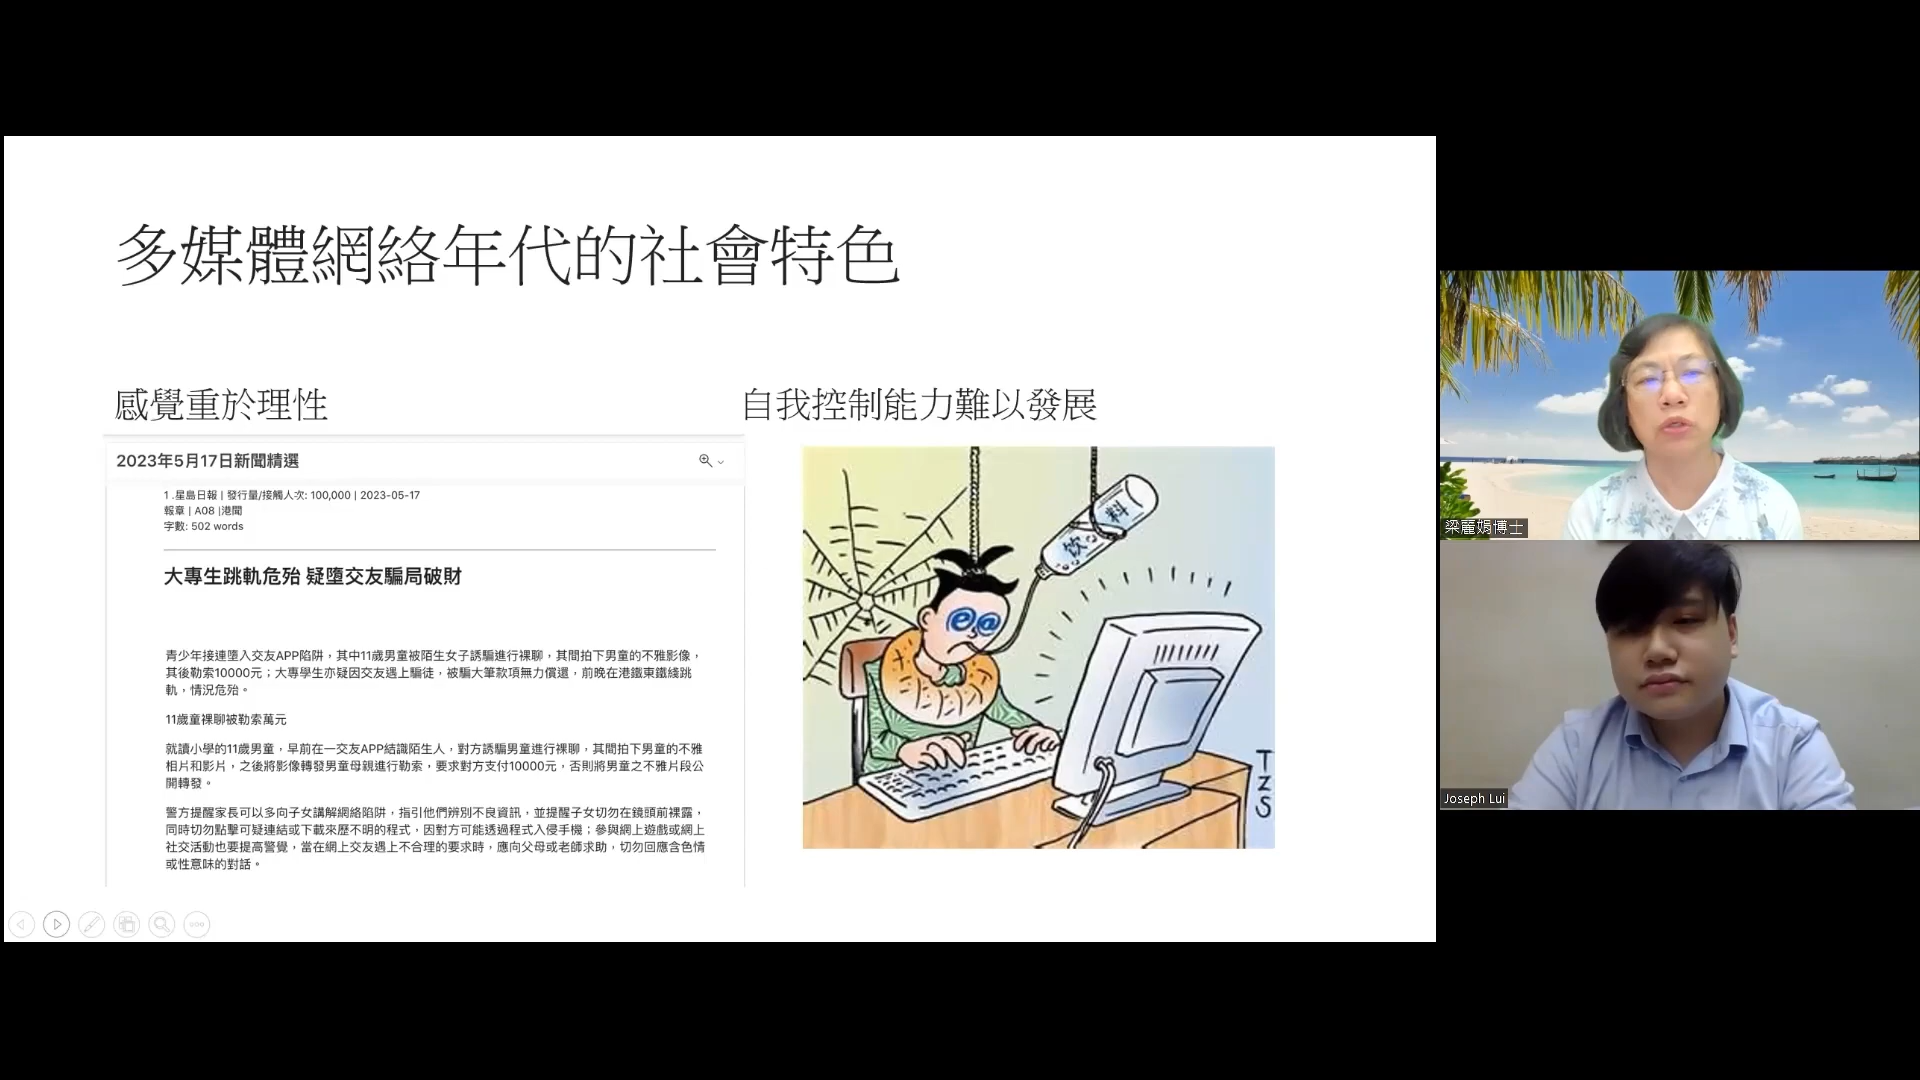 多媒體網絡年代的社會特色
感覺重於理性
自我控制能力難以發展
2023年5月17日新聞精選
1 .星島日報 | 發行量/接觸人次: 100,000 | 2023-05-17
報章 | A08 |港聞
字數: 502 words
大專生跳軌危殆 疑墮交友騙局破財
青少年接連墮入交友APP陷阱，其中11歲男童被陌生女子誘騙進行裸聊，其間拍下男童的不雅影像，
其後勒索10000元；大專學生亦疑因交友遇上騙徒，被騙大筆款項無力償還，前晚在港鐵東鐵綫跳
軌，情況危殆。
11歲童裸聊被勒索萬元
就讀小學的11歲男童，早前在一交友APP結識陌生人，對方誘騙男童進行裸聊，其間拍下男童的不雅
相片和影片，之後將影像轉發男童母親進行勒索，要求對方支付10000元，否則將男童之不雅片段公
開轉發。
警方提醒家長可以多向子女講解網絡陷阱，指引他們辨別不良資訊，並提醒子女切勿在鏡頭前裸露，
同時切勿點擊可疑連結或下載來歷不明的程式，因對方可能透過程式入侵手機；參與網上遊戲或網上
社交活動也要提高警覺，當在網上交友遇上不合理的要求時，應向父母或老師求助，切勿回應含色情
或性意味的對話。
料
饮
e@
TZS
梁麗娟博士
Joseph Lui